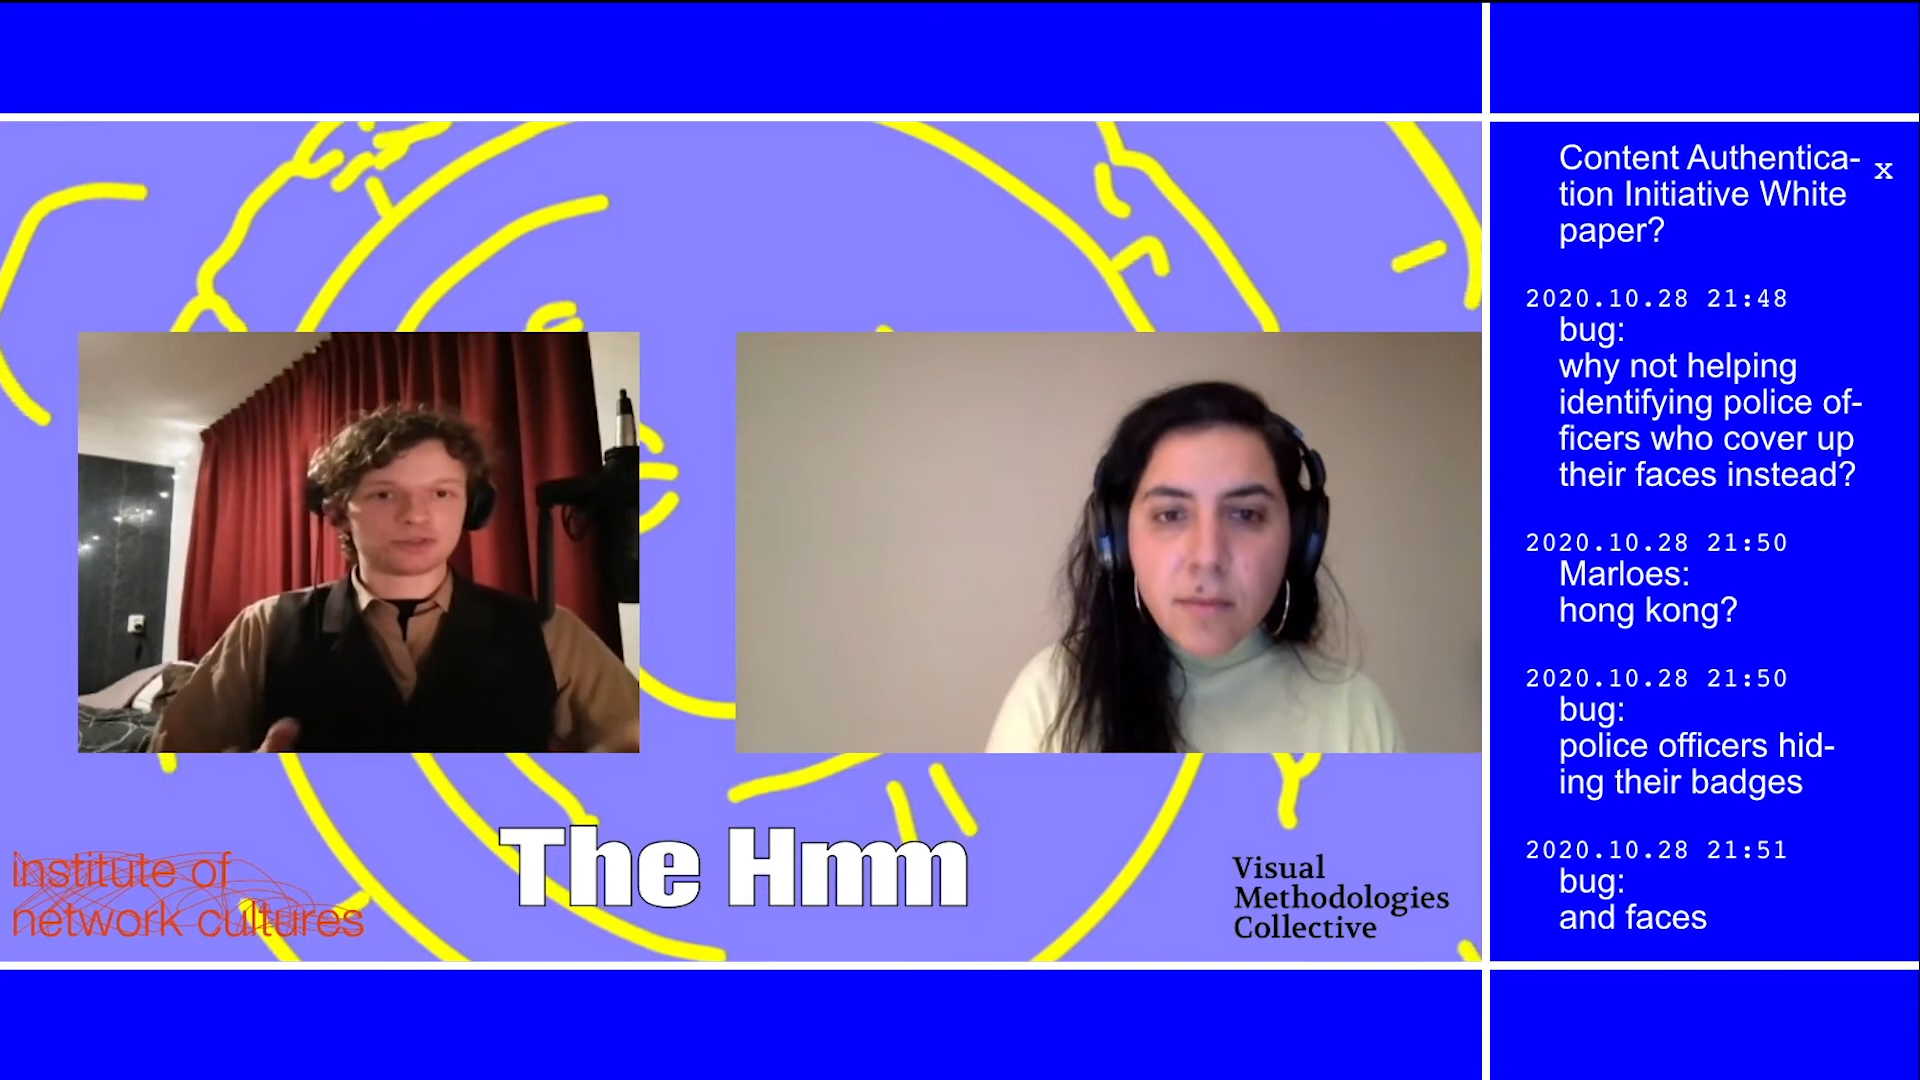 Content Authentica-
tion Initiative White
paper?
x
2020.10.28 21:48
bug:
why not helping
identifying police of-
ficers who cover up
their faces instead?
2020.10.28 21:50
Marloes:
hong kong?
2020.10.28 21:50
bug:
police officers hid-
ing their badges
2020.10.28 21:51
bug:
and faces
institute of
network cultures
The Hmm
Visual
Methodologies
Collective